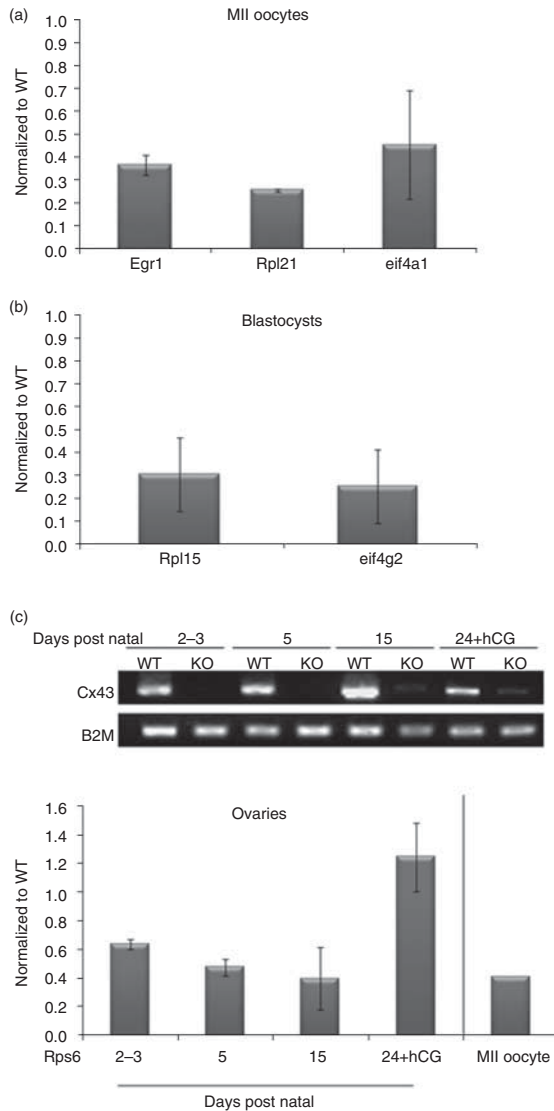 (a)
MII oocytes
Normalized to WT
1.0
0.9
0.8
0.7
0.6
0.5
0.4
0.3
0.2
0.1
0.0
Egr1 Rpl21 eif4a1
(b)
Blastocysts
Normalized to WT
1.0
0.9
0.8
0.7
0.6
0.5
0.4
0.3
0.2
0.1
0.0
Rpl15 eif4g2
(c)
Days post natal 2–3 5 15 24+hCG
WT KO WT KO WT KO WT KO
Cx43
B2M
Ovaries
Normalized to WT
1.6
1.4
1.2
1.0
0.8
0.6
0.4
0.2
0.0
Rps6 2–3 5 15 24+hCG MII oocyte
Days post natal